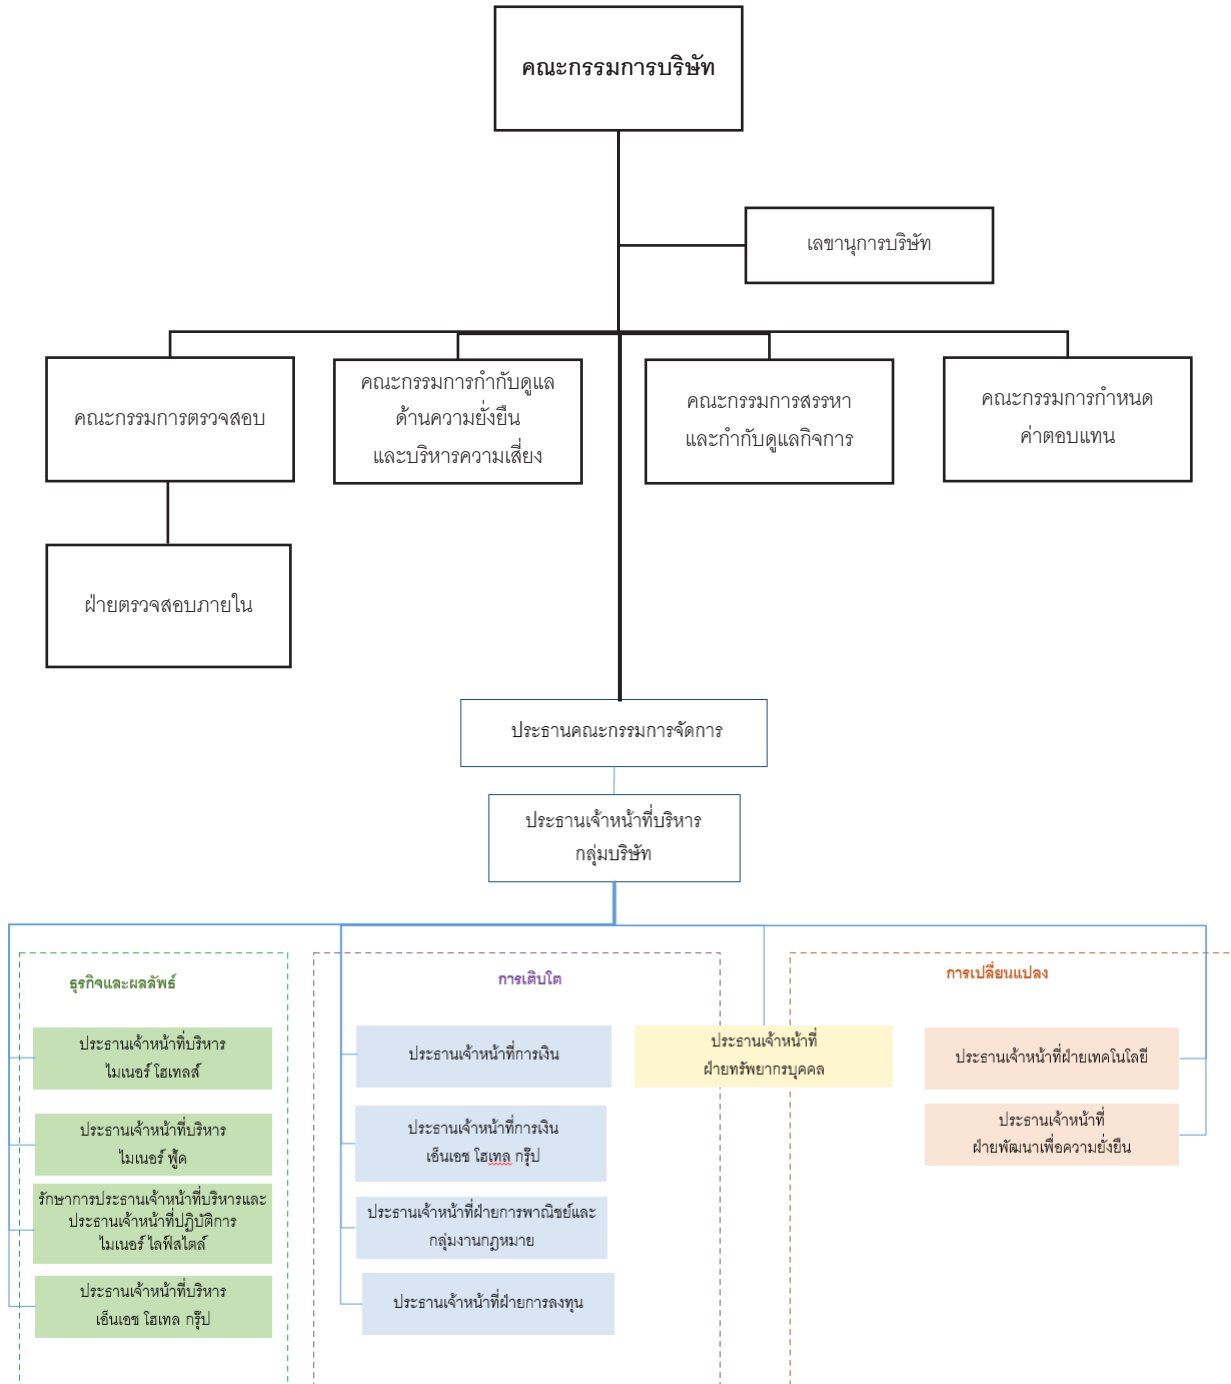 คณะกรรมการบริษัท
เลขานุการบริษัท
คณะกรรมการตรวจสอบ
คณะกรรมการกำกับดูแล
ด้านความยั่งยืน
และบริหารความเสี่ยง
คณะกรรมการสรรหา
และกำกับดูแลกิจการ
คณะกรรมการกำหนด
ค่าตอบแทน
ฝ่ายตรวจสอบภายใน
ประธานคณะกรรมการจัดการ
ประธานเจ้าหน้าที่บริหาร
กลุ่มบริษัท
ธุรกิจและผลลัพธ์
ประธานเจ้าหน้าที่บริหาร
ไมเนอร์ โฮเทลส์
ประธานเจ้าหน้าที่บริหาร
ไมเนอร์ ฟู้ด
รักษาการประธานเจ้าหน้าที่บริหารและ
ประธานเจ้าหน้าที่ปฏิบัติการ
ไมเนอร์ ไลฟ์สไตล์
ประธานเจ้าหน้าที่บริหาร
เอ็นเอช โฮเทล กรุ๊ป
การเติบโต
ประธานเจ้าหน้าที่การเงิน
ประธานเจ้าหน้าที่การเงิน
เอ็นเอช โฮเทล กรุ๊ป
ประธานเจ้าหน้าที่ฝ่ายการพาณิชย์และ
กลุ่มงานกฎหมาย
ประธานเจ้าหน้าที่ฝ่ายการลงทุน
ประธานเจ้าหน้าที่
ฝ่ายทรัพยากรบุคคล
การเปลี่ยนแปลง
ประธานเจ้าหน้าที่ฝ่ายเทคโนโลยี
ประธานเจ้าหน้าที่
ฝ่ายพัฒนาเพื่อความยั่งยืน